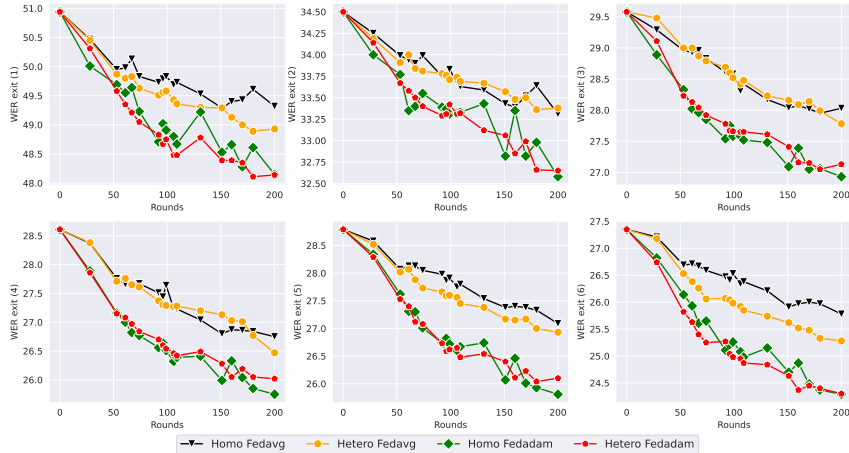 51.0
50.5
50.0
49.5
49.0
48.5
48.0
WER exit (1)
0 50 100 150 200
Rounds
34.50
34.25
34.00
33.75
33.50
33.25
33.00
32.75
32.50
WER exit (2)
0 50 100 150 200
Rounds
29.5
29.0
28.5
28.0
27.5
27.0
WER exit (3)
0 50 100 150 200
Rounds
28.5
28.0
27.5
27.0
26.5
26.0
WER exit (4)
0 50 100 150 200
Rounds
28.5
28.0
27.5
27.0
26.5
26.0
WER exit (5)
0 50 100 150 200
Rounds
27.5
27.0
26.5
26.0
25.5
25.0
24.5
WER exit (6)
0 50 100 150 200
Rounds
Homo Fedavg Hetero Fedavg Homo Fedadam Hetero Fedadam